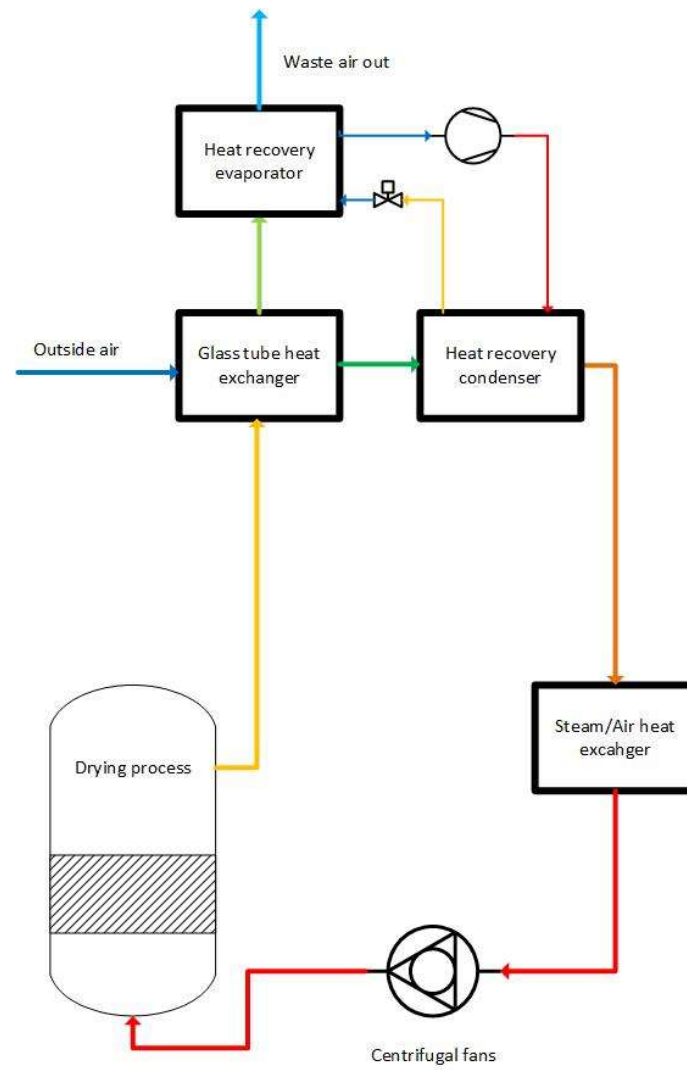 Waste air out
Heat recovery
evaporator
Outside air
Glass tube heat
exchanger
Heat recovery
condenser
Drying process
Steam/Air heat
excahger
Centrifugal fans